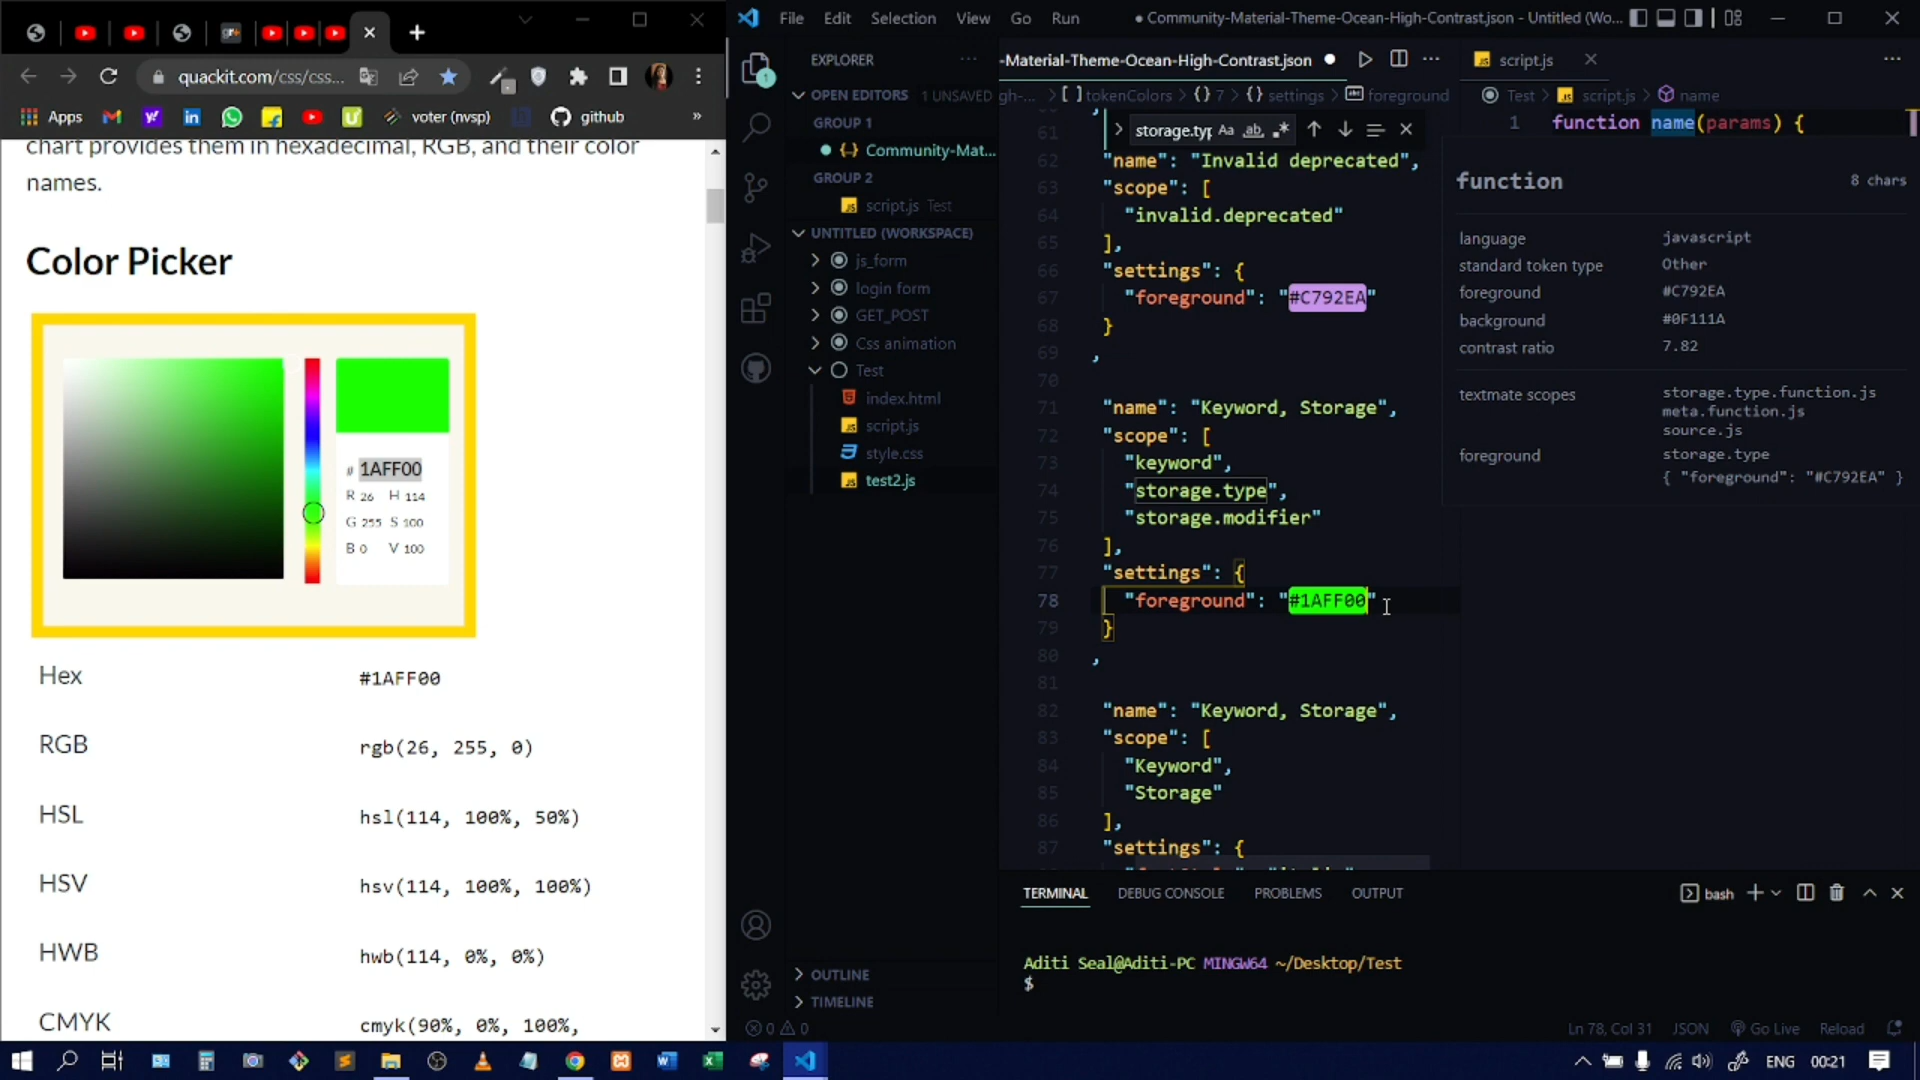 quackit.com/css/css...
Apps
voter (nvsp)
github
»
chart provides them in hexadecimal, RGB, and their color
names.
Color Picker
# 1AFF00
R 26 H 114
G 255 S 100
B 0 V 100
Hex #1AFF00
RGB rgb(26, 255, 0)
HSL hsl(114, 100%, 50%)
HSV hsv(114, 100%, 100%)
HWB hwb(114, 0%, 0%)
CMYK cmyk(90%, 0%, 100%,
File Edit Selection View Go Run
● Community-Material-Theme-Ocean-High-Contrast.json - Untitled (Wo...
EXPLORER
OPEN EDITORS 1 UNSAVED
GROUP 1
Community-Mat...
GROUP 2
script.js Test
UNTITLED (WORKSPACE)
js_form
login form
GET_POST
Css animation
Test
index.html
script.js
style.css
test2.js
OUTLINE
TIMELINE
-Material-Theme-Ocean-High-Contrast.json
gh-... > [ ] tokenColors > {} 7 > {} settings > foreground
storage.typ
61
62 "name": "Invalid deprecated",
63 "scope": [
64 "invalid.deprecated"
65 ],
66 "settings": {
67 "foreground": "#C792EA"
68 }
69 ,
70
71 "name": "Keyword, Storage",
72 "scope": [
73 "keyword",
74 "storage.type",
75 "storage.modifier"
76 ],
77 "settings": {
78 "foreground": "#1AFF00"
79 }
80 ,
81
82 "name": "Keyword, Storage",
83 "scope": [
84 "Keyword",
85 "Storage"
86 ],
87 "settings": {
script.js
Test > script.js > name
1 function name(params) {
function 8 chars
language javascript
standard token type Other
foreground #C792EA
background #0F111A
contrast ratio 7.82
textmate scopes storage.type.function.js
meta.function.js
source.js
foreground storage.type
{ "foreground": "#C792EA" }
TERMINAL DEBUG CONSOLE PROBLEMS OUTPUT
bash
Aditi Seal@Aditi-PC MINGW64 ~/Desktop/Test
$
0 0
Ln 78, Col 31 JSON Go Live Reload
ENG 00:21